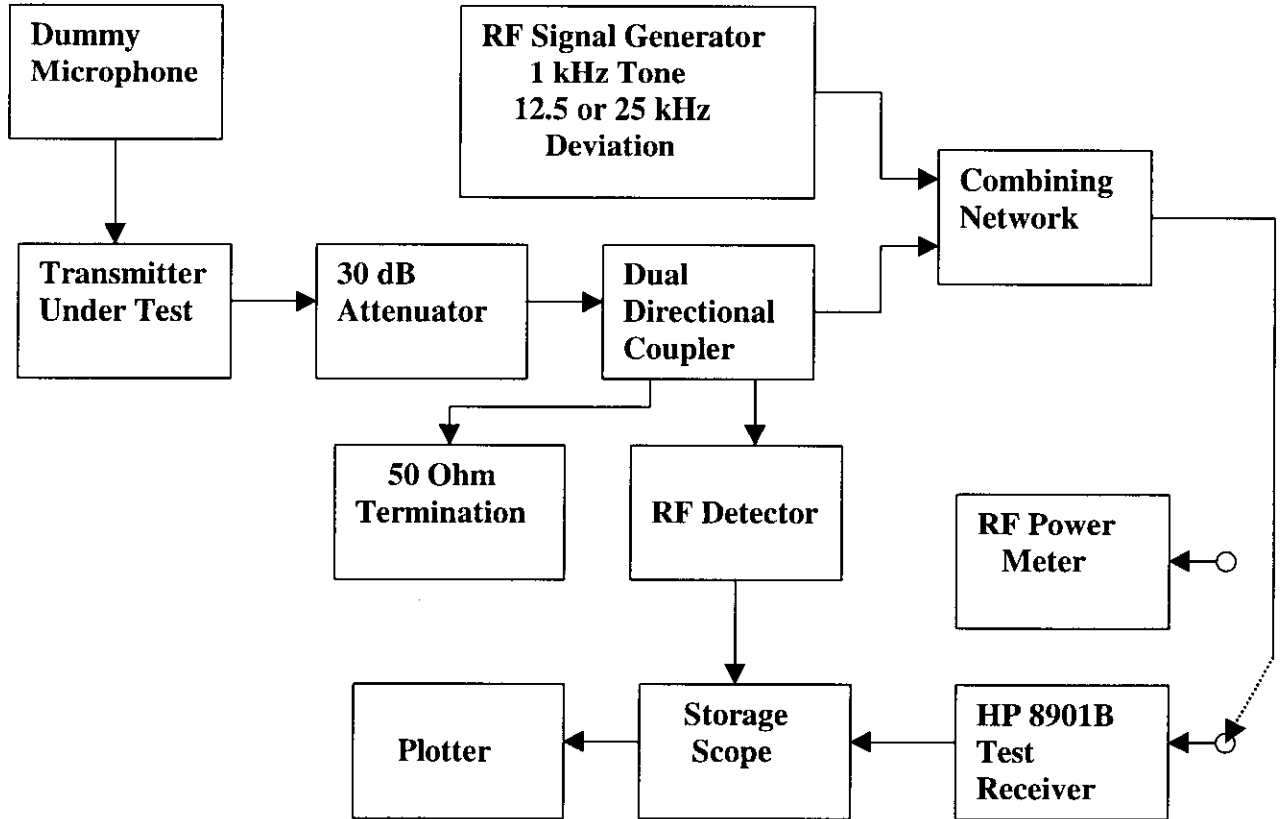 Dummy
Microphone
RF Signal Generator
1 kHz Tone
12.5 or 25 kHz
Deviation
Combining
Network
Transmitter
Under Test
30 dB
Attenuator
Dual
Directional
Coupler
50 Ohm
Termination
RF Detector
RF Power
Meter
Plotter
Storage
Scope
HP 8901B
Test
Receiver